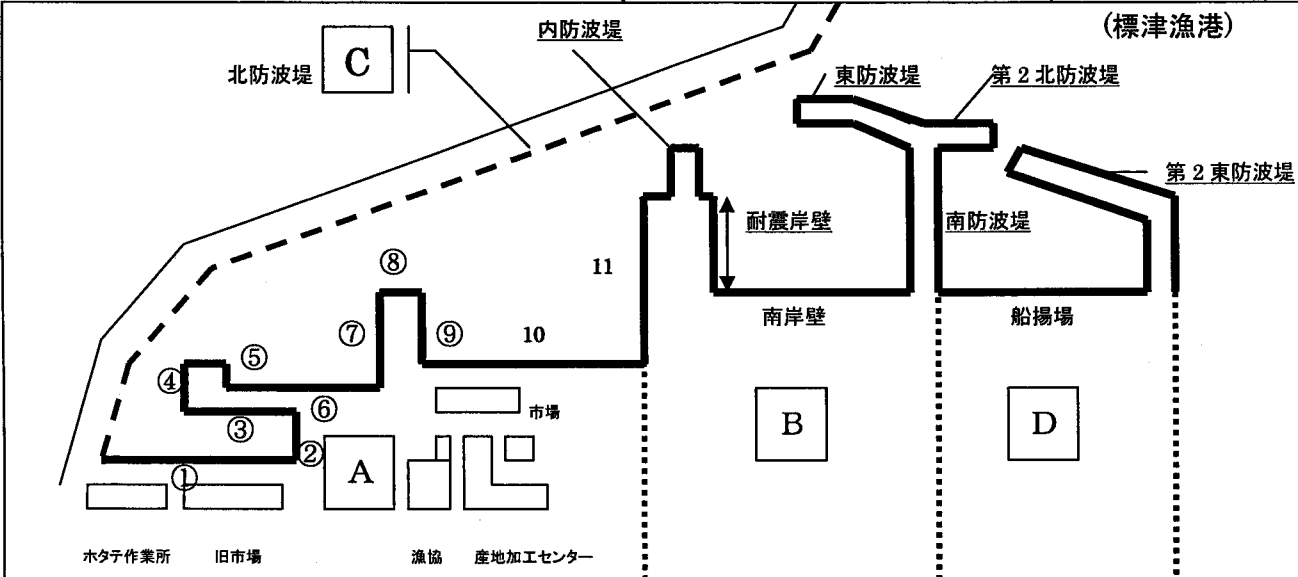 (標津漁港)
内防波堤
北防波堤
C
東防波堤
第2北防波堤
第2東防波堤
耐震岸壁
南防波堤
⑧
11
⑦
⑨
10
南岸壁
船揚場
⑤
④
⑥
市場
③
②
①
A
B
D
ホタテ作業所
旧市場
漁協
産地加工センター